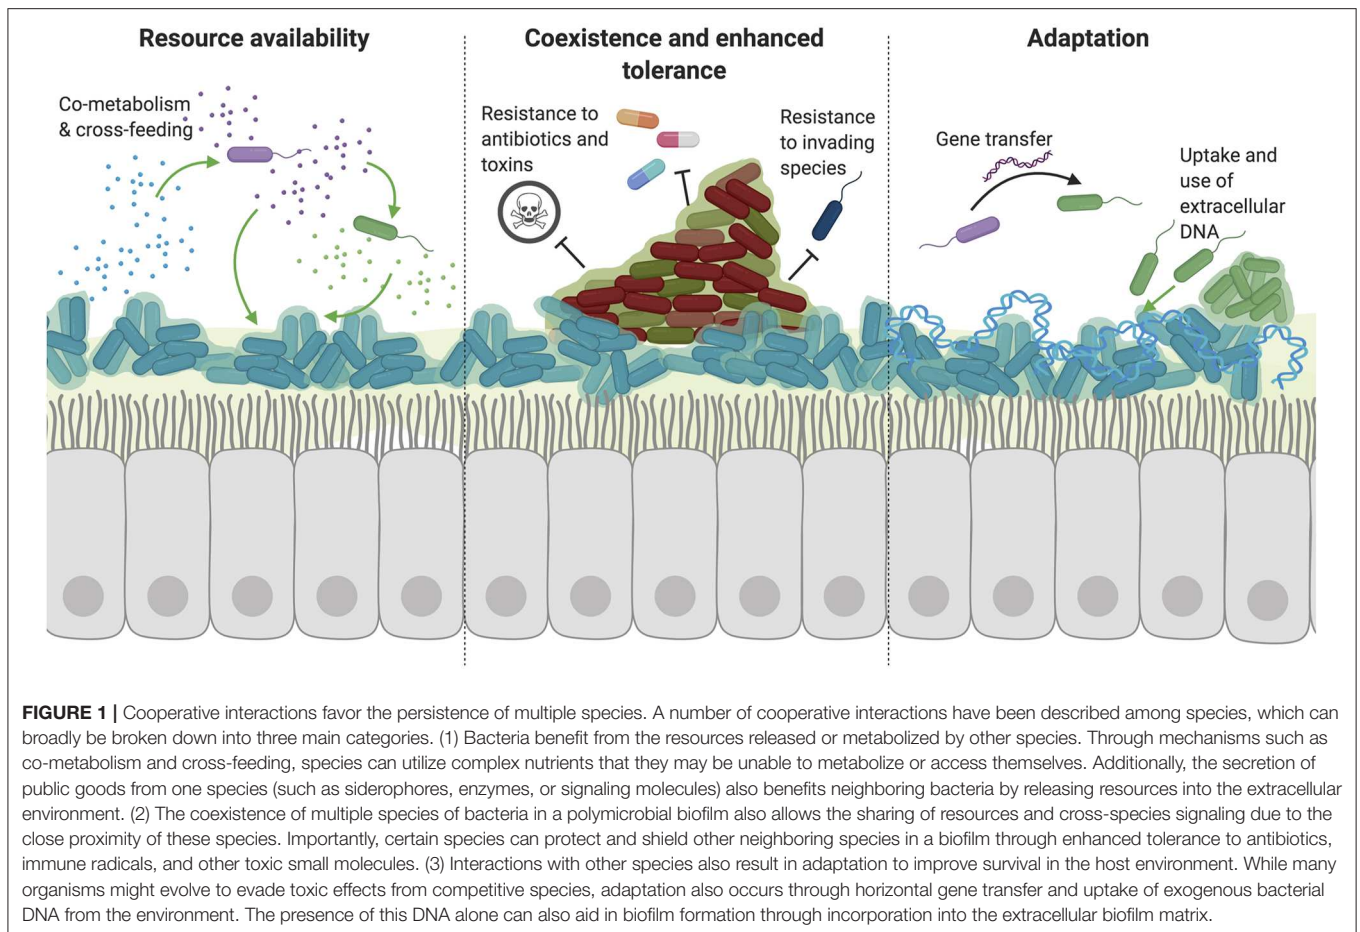 Resource availability
Coexistence and enhanced
tolerance
Adaptation
Co-metabolism
& cross-feeding
Resistance to
antibiotics and
toxins
Resistance
to invading
species
Gene transfer
Uptake and
use of
extracellular
DNA
FIGURE 1 | Cooperative interactions favor the persistence of multiple species. A number of cooperative interactions have been described among species, which can
broadly be broken down into three main categories. (1) Bacteria benefit from the resources released or metabolized by other species. Through mechanisms such as
co-metabolism and cross-feeding, species can utilize complex nutrients that they may be unable to metabolize or access themselves. Additionally, the secretion of
public goods from one species (such as siderophores, enzymes, or signaling molecules) also benefits neighboring bacteria by releasing resources into the extracellular
environment. (2) The coexistence of multiple species of bacteria in a polymicrobial biofilm also allows the sharing of resources and cross-species signaling due to the
close proximity of these species. Importantly, certain species can protect and shield other neighboring species in a biofilm through enhanced tolerance to antibiotics,
immune radicals, and other toxic small molecules. (3) Interactions with other species also result in adaptation to improve survival in the host environment. While many
organisms might evolve to evade toxic effects from competitive species, adaptation also occurs through horizontal gene transfer and uptake of exogenous bacterial
DNA from the environment. The presence of this DNA alone can also aid in biofilm formation through incorporation into the extracellular biofilm matrix.